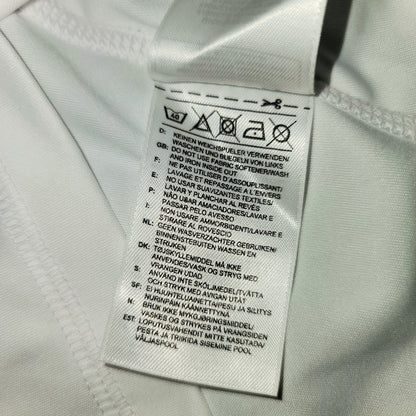 40
D: KEINEN WEICHSPUELER VERWENDEN/
WASCHEN UND BUEGELN VON LINKS
GB: DO NOT USE FABRIC SOFTENER/WASH
AND IRON INSIDE OUT
F: NE PAS UTILISER D'ASSOUPLISSANT/
LAVAGE ET REPASSAGE A L'ENVERS
E: NO USAR SUAVIZANTES TEXTILES/
LAVAR Y PLANCHAR AL REVÉS
P: NÃO USAR AMACIADORES/LAVAR E
PASSAR PELO AVESSO
I: NON USARE AMMORBIDENTI/LAVARE E
STIRARE AL ROVESCIO
NL: GEEN WASVERZACHTER GEBRUIKEN/
BINNENSTEBUITEN WASSEN EN
STRIJKEN
DK: TØJSKYLLEMIDDEL MÅ IKKE
ANVENDES/VASK OG STRYG MED
VRANGEN UDAD
S: ANVÄND INTE SKÖLJMEDEL/TVÄTTA
OCH STRYK MED AVIGAN UTÅT
SF: EI HUUHTELUAINETTA/PESU JA SILITYS
NURINPÄIN KÄÄNNETTYNÄ
N: BRUK IKKE MYKGJØRINGSMIDDEL/
VASKES OG STRYKES PÅ VRANGSIDEN
EST: LOPUTUSVAHENDIT MITTE KASUTADA/
PESTA JA TRIIKIDA SISEMINE POOL
VÄLJASPOOL